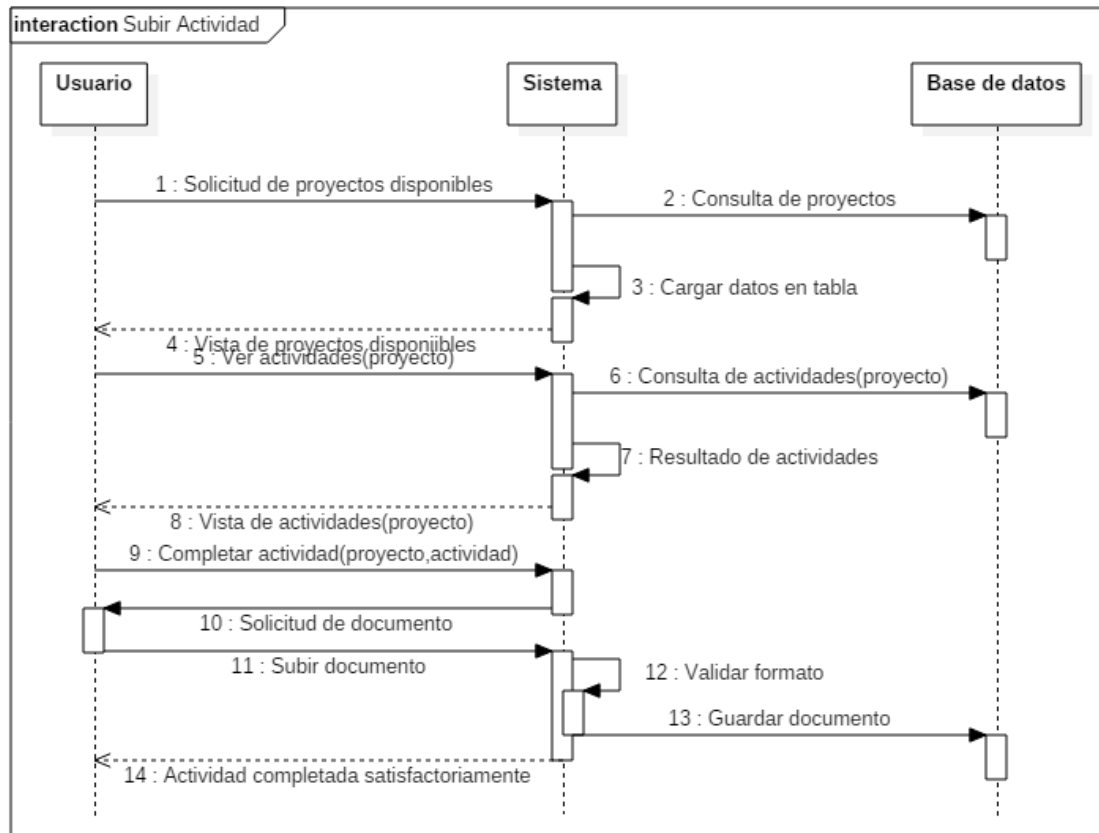 interaction Subir Actividad
Usuario
Sistema
Base de datos
1 : Solicitud de proyectos disponibles
2 : Consulta de proyectos
3 : Cargar datos en tabla
4 : Vista de proyectos disponiibles
5 : Ver actividades(proyecto)
6 : Consulta de actividades(proyecto)
7 : Resultado de actividades
8 : Vista de actividades(proyecto)
9 : Completar actividad(proyecto,actividad)
10 : Solicitud de documento
11 : Subir documento
12 : Validar formato
13 : Guardar documento
14 : Actividad completada satisfactoriamente